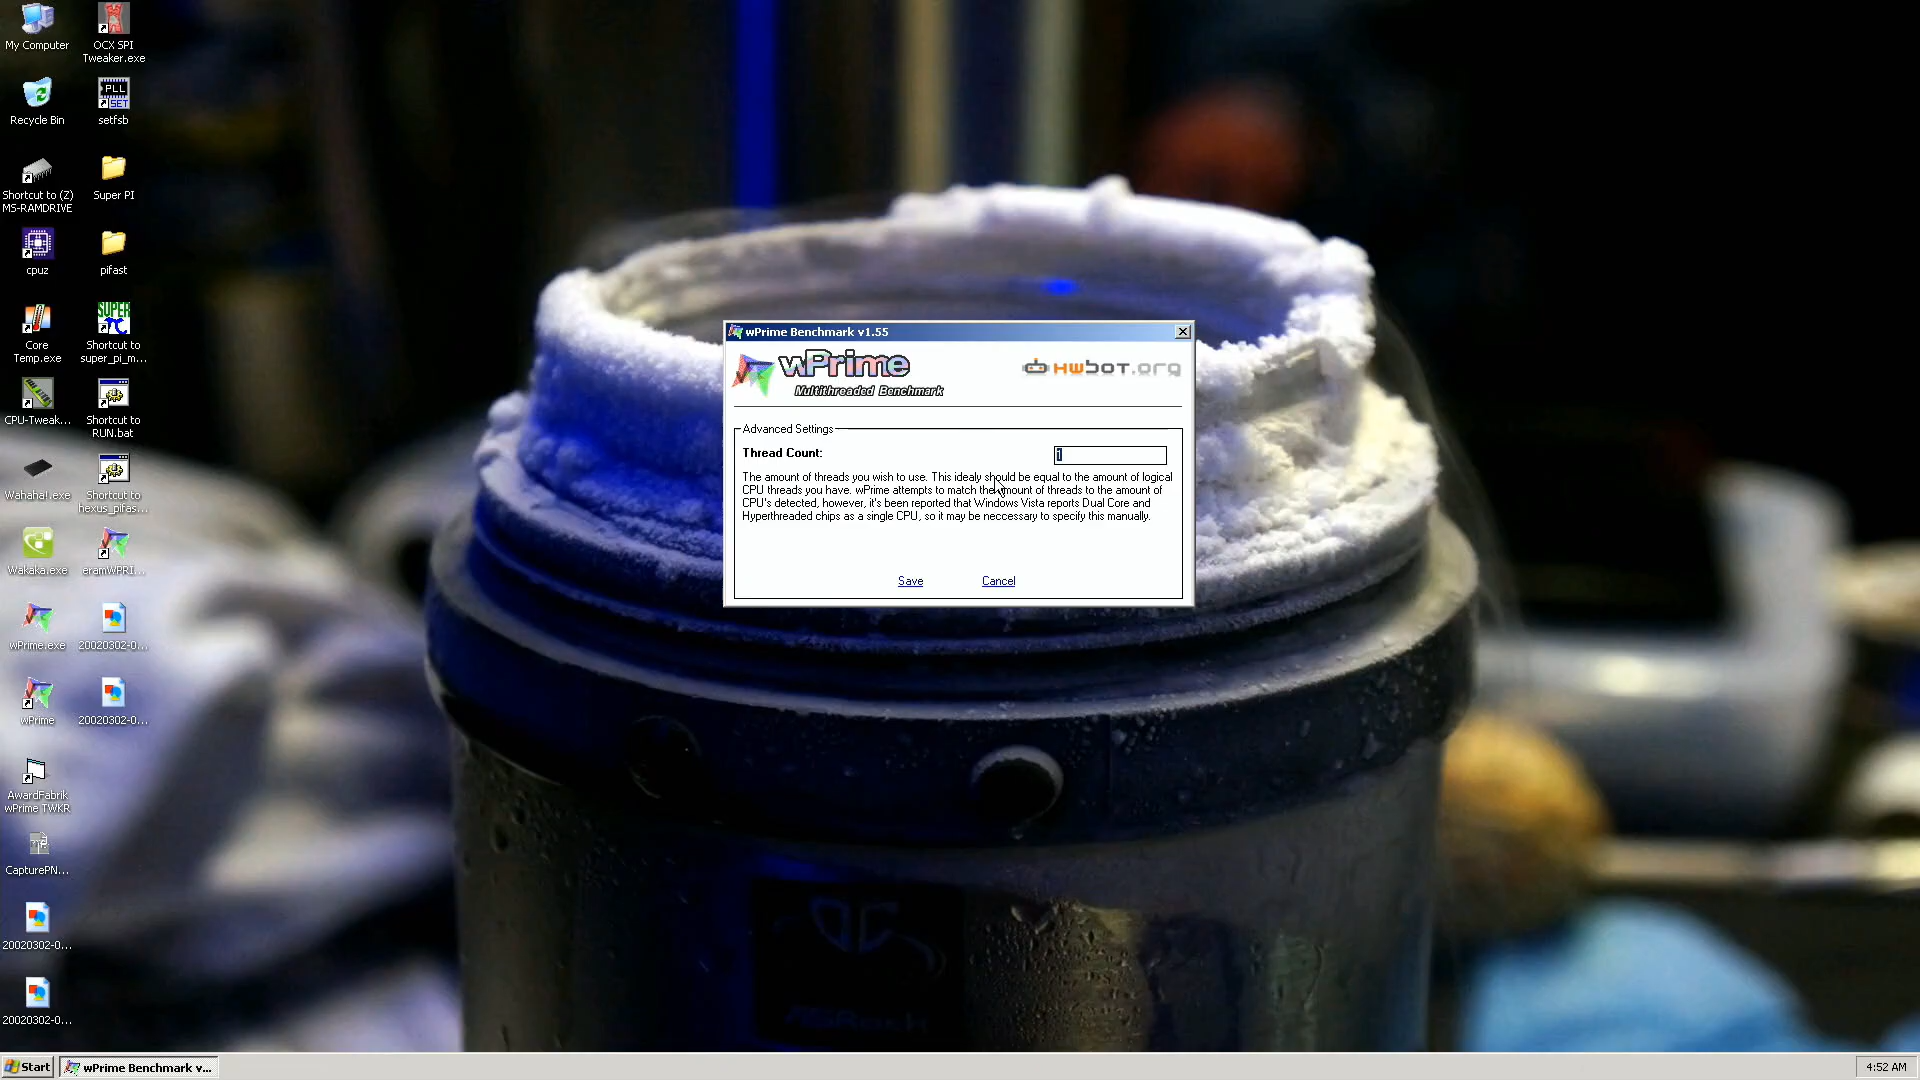 My Computer
OCX SPI
Tweaker.exe
Recycle Bin
PLL
SET
setfsb
Shortcut to (Z)
MS-RAMDRIVE
Super PI
cpuz
pifast
Core
Temp.exe
SUPER
Shortcut to
super_pi_m...
CPU-Tweak...
Shortcut to
RUN.bat
Wahaha!.exe
Shortcut to
hexus_pifas...
Wakaka.exe
eramWPRI...
wPrime.exe
20020302-0...
wPrime
20020302-0...
AwardFabrik
wPrime TWKR
CapturePN...
20020302-0...
20020302-0...
wPrime Benchmark v1.55
wPrime
Multithreaded Benchmark
HWBOT.org
Advanced Settings
Thread Count:
1
The amount of threads you wish to use. This idealy should be equal to the amount of logical
CPU threads you have. wPrime attempts to match the amount of threads to the amount of
CPU's detected, however, it's been reported that Windows Vista reports Dual Core and
Hyperthreaded chips as a single CPU, so it may be neccessary to specify this manually.
Save
Cancel
ASRock
Start
wPrime Benchmark v...
4:52 AM